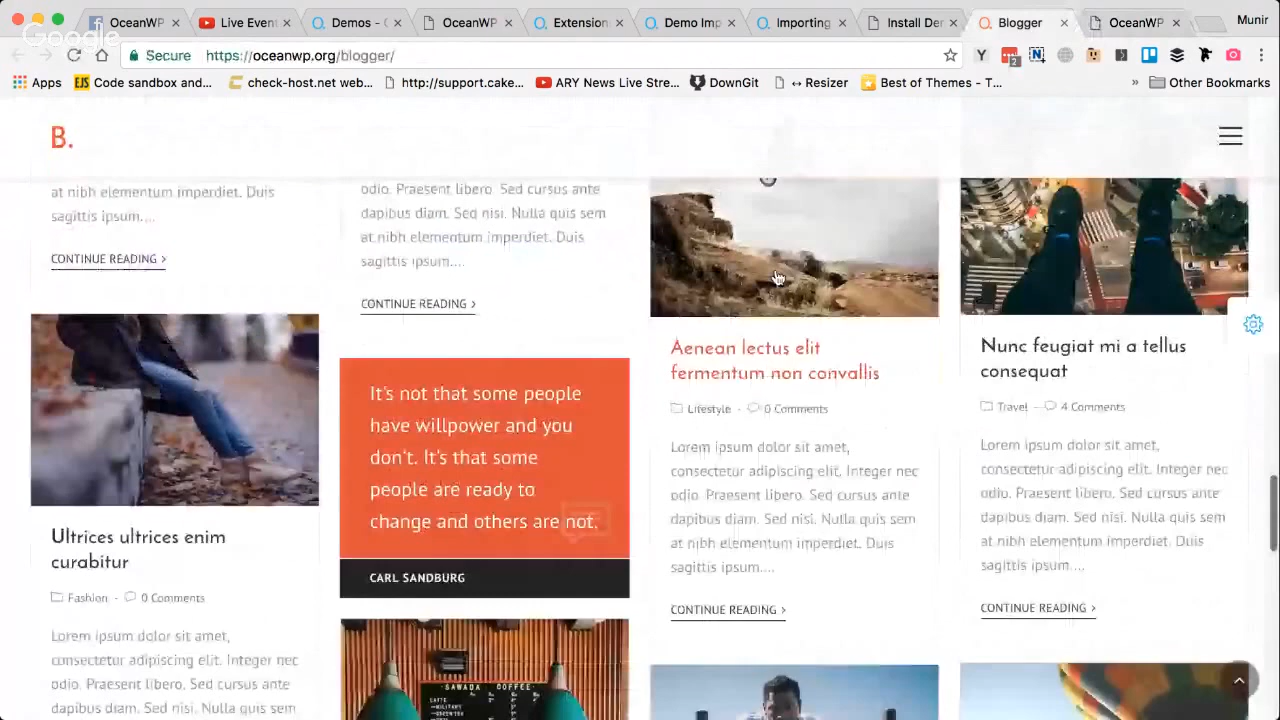 OceanWP
Live Even
Demos - (
OceanWP
Extension
Demo Imp
Importing
Install Der
Blogger
OceanWP
Munir
Google
Secure
https://oceanwp.org/blogger/
Apps
EJS
Code sandbox and...
check-host.net web...
http://support.cake...
ARY News Live Stre...
DownGit
↔ Resizer
Best of Themes - T...
»
Other Bookmarks
B.
at nibh elementum imperdiet. Duis
sagittis ipsum....
CONTINUE READING >
Ultrices ultrices enim
curabitur
Fashion - 0 Comments
Lorem ipsum dolor sit amet,
consectetur adipiscing elit. Integer nec
odio. Praesent libero. Sed cursus ante
dapibus diam. Sed nisi. Nulla quis sem
odio. Praesent libero. Sed cursus ante
dapibus diam. Sed nisi. Nulla quis sem
at nibh elementum imperdiet. Duis
sagittis ipsum....
CONTINUE READING >
It's not that some people
have willpower and you
don't. It's that some
people are ready to
change and others are not.
CARL SANDBURG
SAWADA COFFEE
Aenean lectus elit
fermentum non convallis
Lifestyle - 0 Comments
Lorem ipsum dolor sit amet,
consectetur adipiscing elit. Integer nec
odio. Praesent libero. Sed cursus ante
dapibus diam. Sed nisi. Nulla quis sem
at nibh elementum imperdiet. Duis
sagittis ipsum....
CONTINUE READING >
Nunc feugiat mi a tellus
consequat
Travel - 4 Comments
Lorem ipsum dolor sit amet,
consectetur adipiscing elit. Integer nec
odio. Praesent libero. Sed cursus ante
dapibus diam. Sed nisi. Nulla quis sem
at nibh elementum imperdiet. Duis
sagittis ipsum....
CONTINUE READING >